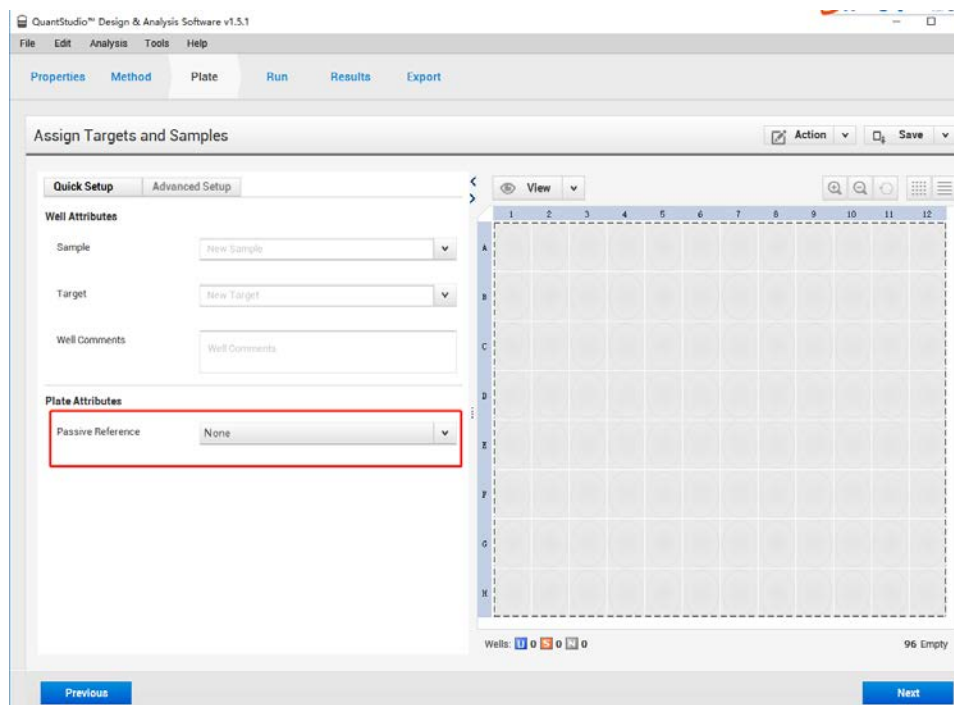 QuantStudio™ Design & Analysis Software v1.5.1
File Edit Analysis Tools Help
Properties Method Plate Run Results Export
Assign Targets and Samples
Action Save
Quick Setup Advanced Setup
View
Well Attributes
1 2 3 4 5 6 7 8 9 10 11 12
Sample New Sample
A
Target New Target
B
Well Comments Well Comments
C
Plate Attributes
D
Passive Reference None
E
F
G
H
Wells: U 0 S 0 N 0 96 Empty
Previous Next